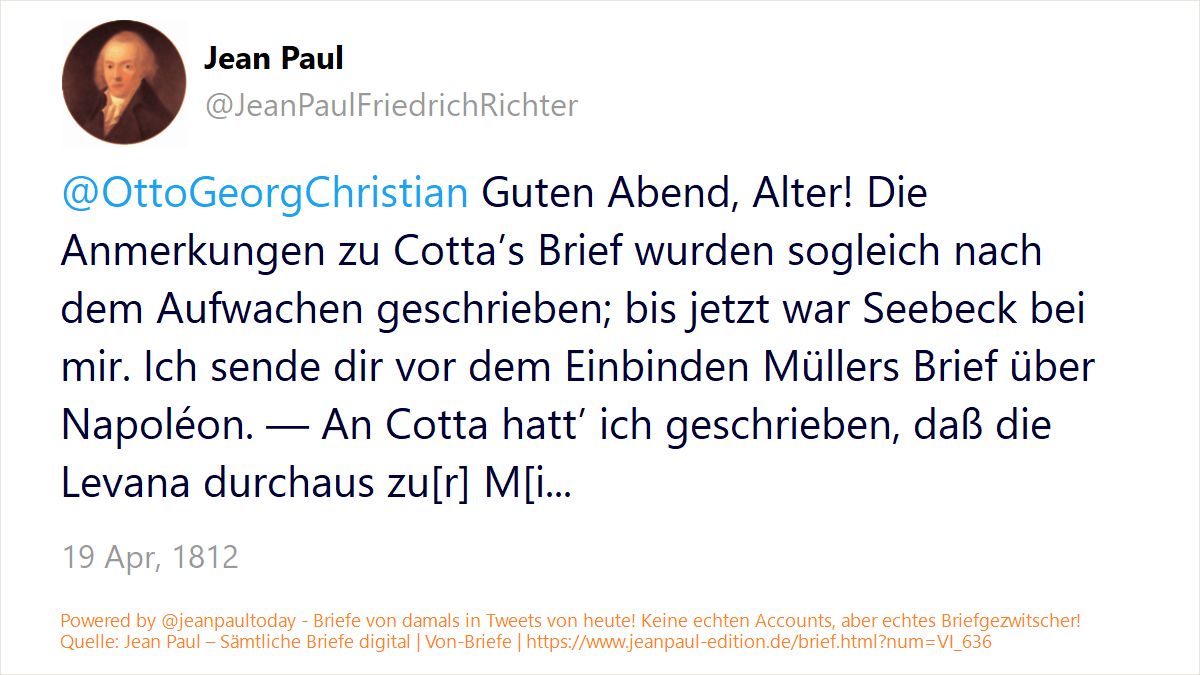 Jean Paul
@JeanPaulFriedrichRichter
@OttoGeorgChristian Guten Abend, Alter! Die
Anmerkungen zu Cotta’s Brief wurden sogleich nach
dem Aufwachen geschrieben; bis jetzt war Seebeck bei
mir. Ich sende dir vor dem Einbinden Müllers Brief über
Napoléon. — An Cotta hatt’ ich geschrieben, daß die
Levana durchaus zu[r] M[i...
19 Apr, 1812
Powered by @jeanpaultoday - Briefe von damals in Tweets von heute! Keine echten Accounts, aber echtes Briefgezwitscher!
Quelle: Jean Paul – Sämtliche Briefe digital | Von-Briefe | https://www.jeanpaul-edition.de/brief.html?num=VI_636